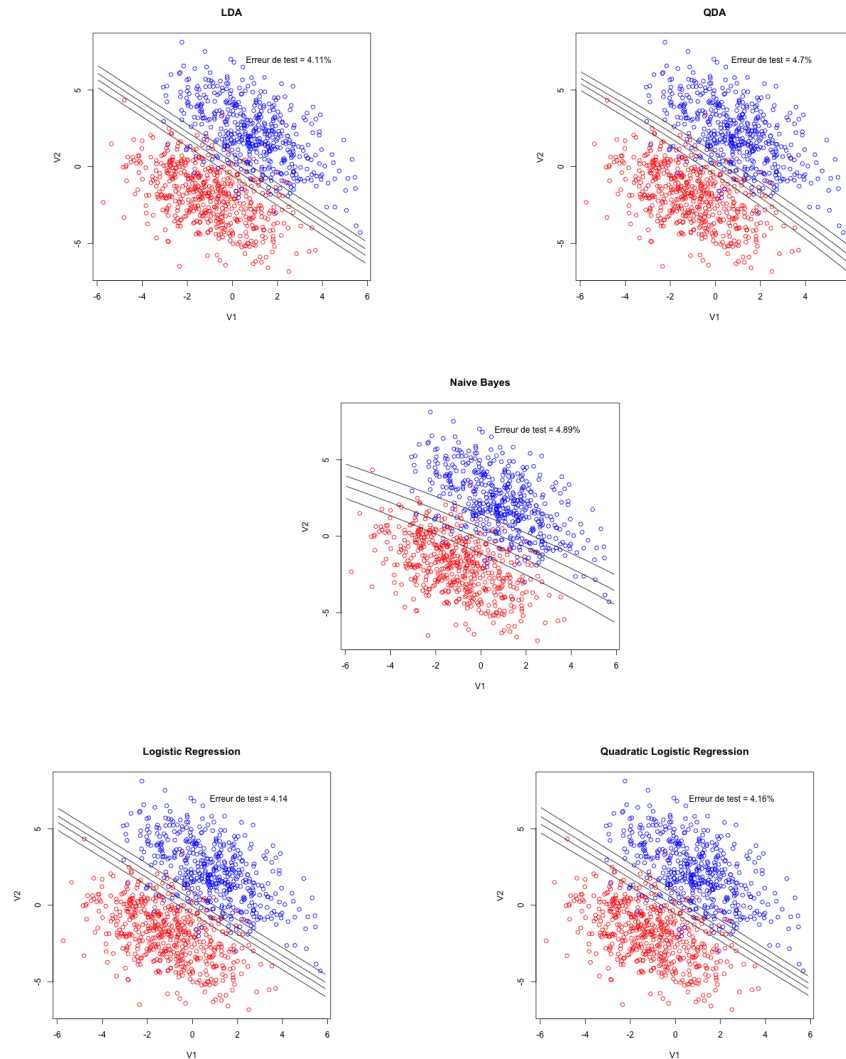 LDA
Erreur de test = 4.11%
V2
5
0
-5
-6 -4 -2 0 2 4 6
V1
QDA
Erreur de test = 4.7%
V2
5
0
-5
-6 -4 -2 0 2 4
V1
Naive Bayes
Erreur de test = 4.89%
V2
5
0
-5
-6 -4 -2 0 2 4 6
V1
Logistic Regression
Erreur de test = 4.14
V2
5
0
-5
-6 -4 -2 0 2 4 6
V1
Quadratic Logistic Regression
Erreur de test = 4.16%
V2
5
0
-5
-6 -4 -2 0 2 4 6
V1